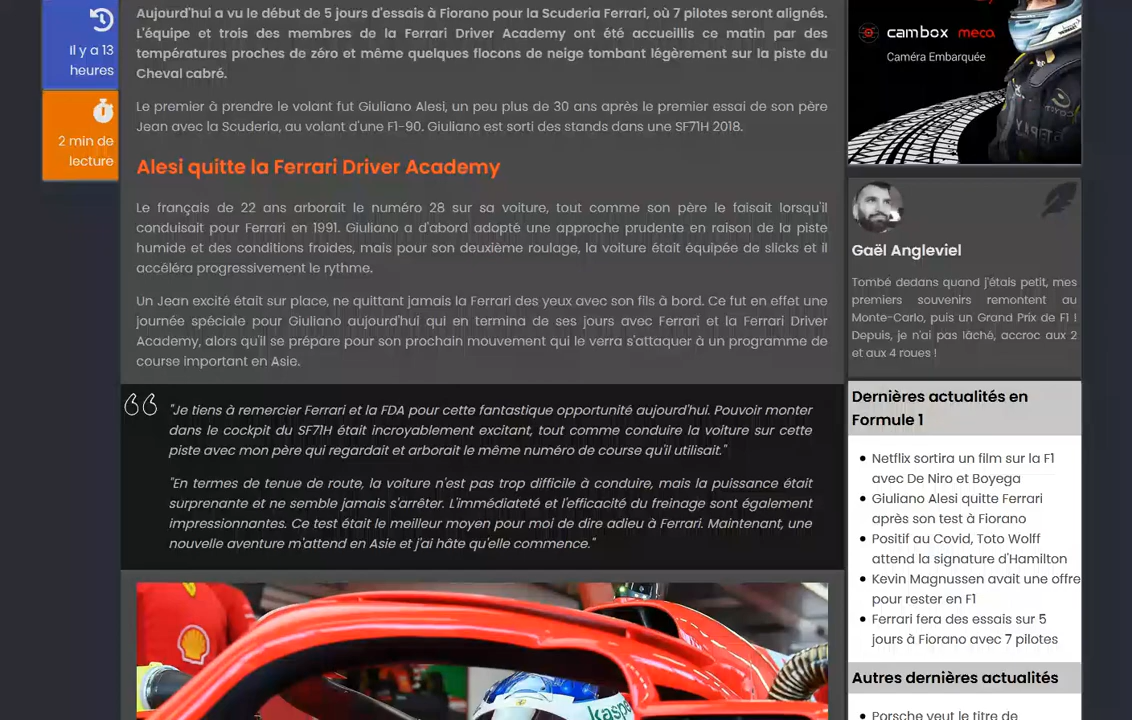 Il y a 13
heures
2 min de
lecture
Aujourd'hui a vu le début de 5 jours d'essais à Fiorano pour la Scuderia Ferrari, où 7 pilotes seront alignés.
L'équipe et trois des membres de la Ferrari Driver Academy ont été accueillis ce matin par des
températures proches de zéro et même quelques flocons de neige tombant légèrement sur la piste du
Cheval cabré.
Le premier à prendre le volant fut Giuliano Alesi, un peu plus de 30 ans après le premier essai de son père
Jean avec la Scuderia, au volant d'une F1-90. Giuliano est sorti des stands dans une SF71H 2018.
Alesi quitte la Ferrari Driver Academy
Le français de 22 ans arborait le numéro 28 sur sa voiture, tout comme son père le faisait lorsqu'il
conduisait pour Ferrari en 1991. Giuliano a d'abord adopté une approche prudente en raison de la piste
humide et des conditions froides, mais pour son deuxième roulage, la voiture était équipée de slicks et il
accéléra progressivement le rythme.
Un Jean excité était sur place, ne quittant jamais la Ferrari des yeux avec son fils à bord. Ce fut en effet une
journée spéciale pour Giuliano aujourd'hui qui en termina de ses jours avec Ferrari et la Ferrari Driver
Academy, alors qu'il se prépare pour son prochain mouvement qui le verra s'attaquer à un programme de
course important en Asie.
"Je tiens à remercier Ferrari et la FDA pour cette fantastique opportunité aujourd'hui. Pouvoir monter
dans le cockpit du SF71H était incroyablement excitant, tout comme conduire la voiture sur cette
piste avec mon père qui regardait et arborait le même numéro de course qu'il utilisait."
"En termes de tenue de route, la voiture n'est pas trop difficile à conduire, mais la puissance était
surprenante et ne semble jamais s'arrêter. L'immédiateté et l'efficacité du freinage sont également
impressionnantes. Ce test était le meilleur moyen pour moi de dire adieu à Ferrari. Maintenant, une
nouvelle aventure m'attend en Asie et j'ai hâte qu'elle commence."
cambox meca
Caméra Embarquée
Gaël Angleviel
Tombé dedans quand j'étais petit, mes
premiers souvenirs remontent au
Monte-Carlo, puis un Grand Prix de F1 !
Depuis, je n'ai pas lâché, accroc aux 2
et aux 4 roues !
Dernières actualités en
Formule 1
Netflix sortira un film sur la F1
avec De Niro et Boyega
Giuliano Alesi quitte Ferrari
après son test à Fiorano
Positif au Covid, Toto Wolff
attend la signature d'Hamilton
Kevin Magnussen avait une offre
pour rester en F1
Ferrari fera des essais sur 5
jours à Fiorano avec 7 pilotes
Autres dernières actualités
Porsche veut le titre de